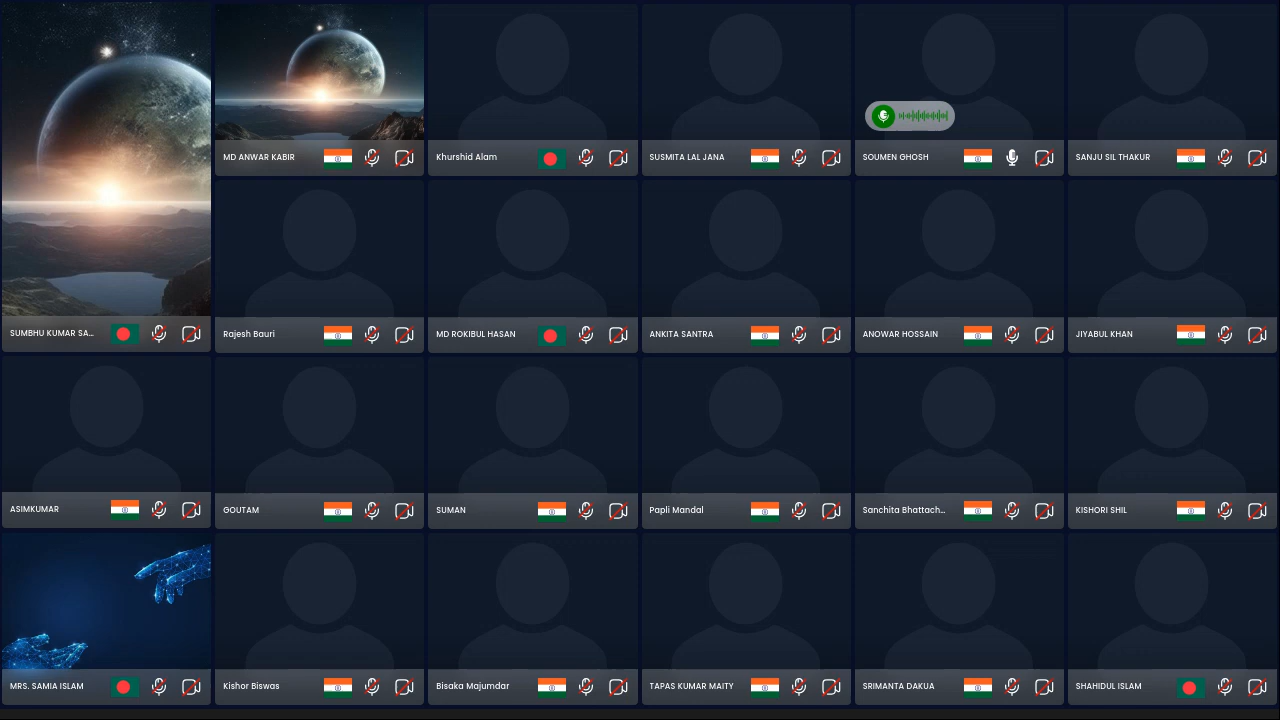 MD ANWAR KABIR
Khurshid Alam
SUSMITA LAL JANA
SOUMEN GHOSH
SANJU SIL THAKUR
SUMBHU KUMAR SA...
Rajesh Bauri
MD ROKIBUL HASAN
ANKITA SANTRA
ANOWAR HOSSAIN
JIYABUL KHAN
ASIMKUMAR
GOUTAM
SUMAN
Papli Mandal
Sanchita Bhattach...
KISHORI SHIL
MRS. SAMIA ISLAM
Kishor Biswas
Bisaka Majumdar
TAPAS KUMAR MAITY
SRIMANTA DAKUA
SHAHIDUL ISLAM